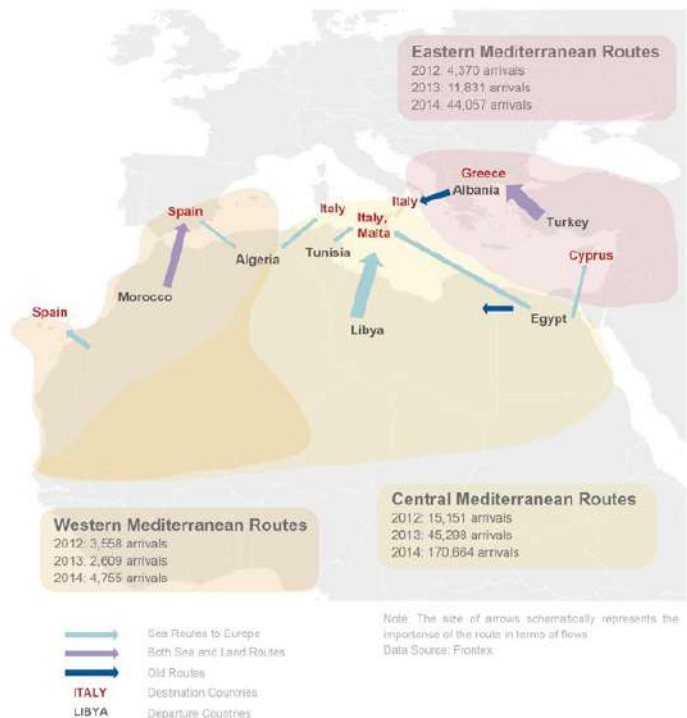 Eastern Mediterranean Routes
2012: 4,370 arrivals
2013: 11,831 arrivals
2014: 44,057 arrivals
Greece
Albania
Italy
Turkey
Spain
Italy
Italy,
Malta
Algeria
Tunisia
Cyprus
Morocco
Spain
Libya
Egypt
Central Mediterranean Routes
2012: 15,151 arrivals
2013: 45,298 arrivals
2014: 170,664 arrivals
Western Mediterranean Routes
2012: 3,558 arrivals
2013: 2,609 arrivals
2014: 4,755 arrivals
Note: The size of arrows schematically represents the
importance of the route in terms of flows
Data Source: Frontex
Sea Routes to Europe
Both Sea and Land Routes
Old Routes
ITALY Destination Countries
LIBYA Departure Countries